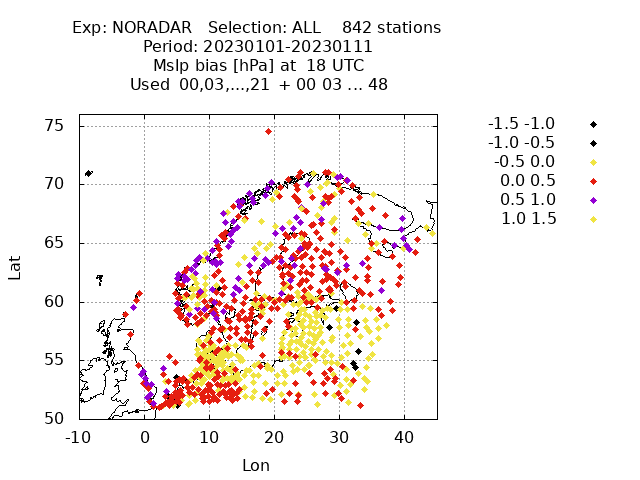 Exp: NORADAR Selection: ALL 842 stations
Period: 20230101-20230111
Mslp bias [hPa] at 18 UTC
Used 00,03,...,21 + 00 03 ... 48
-1.5 -1.0
-1.0 -0.5
-0.5 0.0
0.0 0.5
0.5 1.0
1.0 1.5
75
70
65
60
55
50
Lat
-10 0 10 20 30 40
Lon